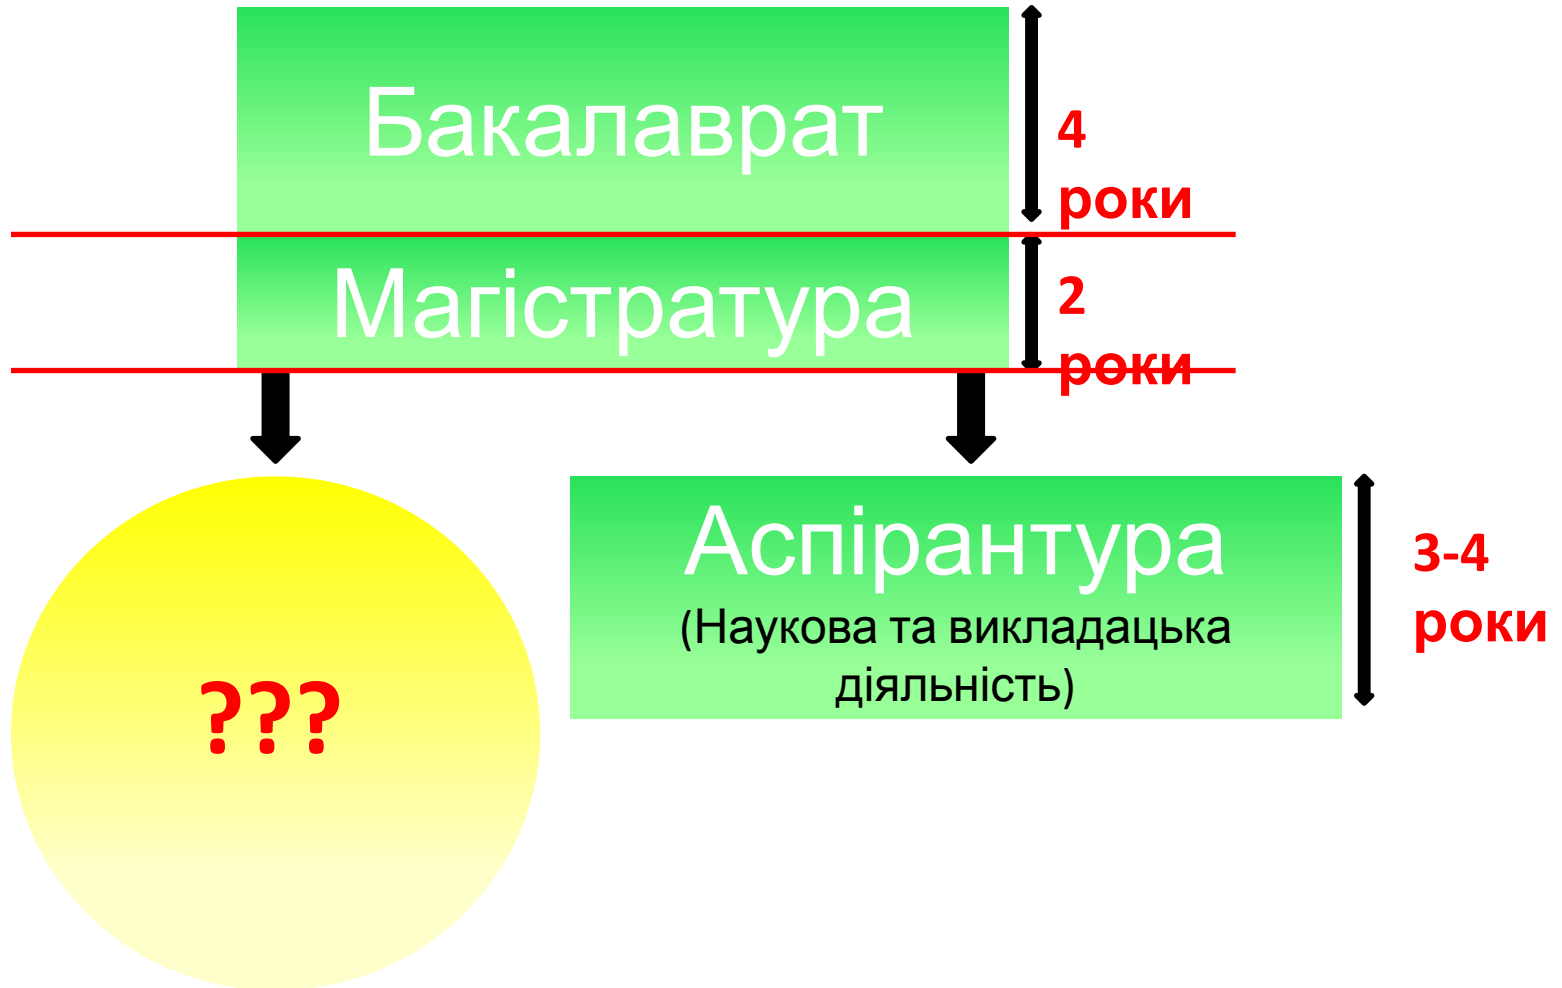 Бакалаврат
4
роки
Магістратура
2
роки
Аспірантура
(Наукова та викладацька
діяльність)
3-4
роки
???